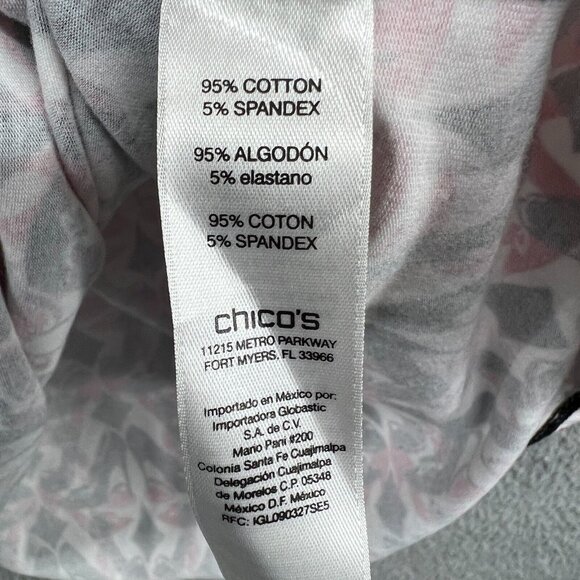 95% COTTON
5% SPANDEX
95% ALGODÓN
5% elastano
95% COTON
5% SPANDEX
chico's
11215 METRO PARKWAY
FORT MYERS, FL 33966
Importado en México por:
Importadora Globastic
S.A. de C.V.
Mario Pani #200
Colonia Santa Fe Cuajimalpa
Delegación Cuajimalpa
de Morelos C.P. 05348
México D.F. México
RFC: IGL090327SE5